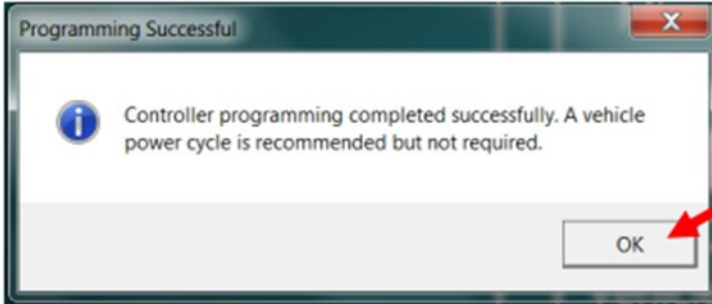 Programming Successful
Controller programming completed successfully. A vehicle
power cycle is recommended but not required.
OK